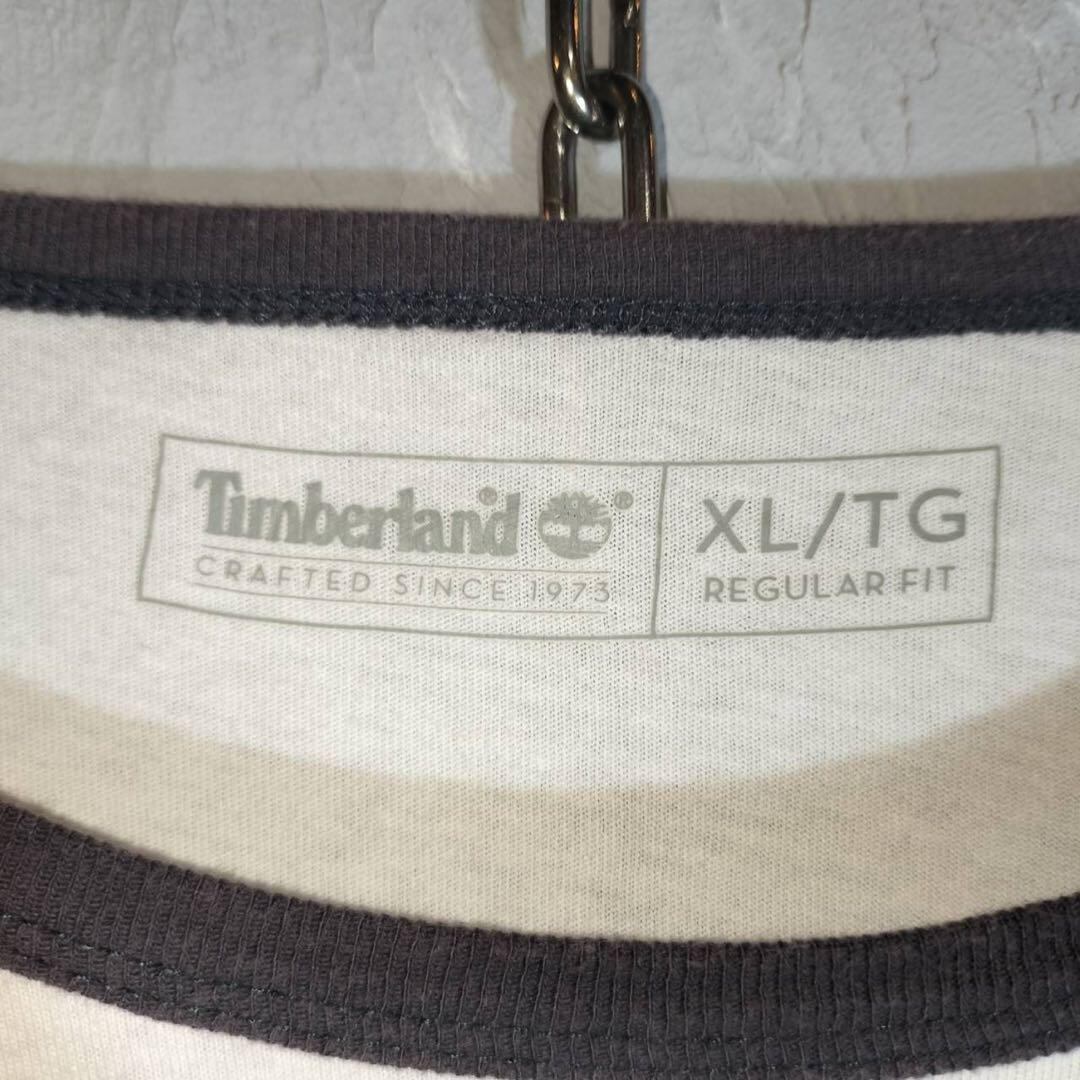 Timberland®®
CRAFTED SINCE 1973
XL/TG
REGULAR FIT